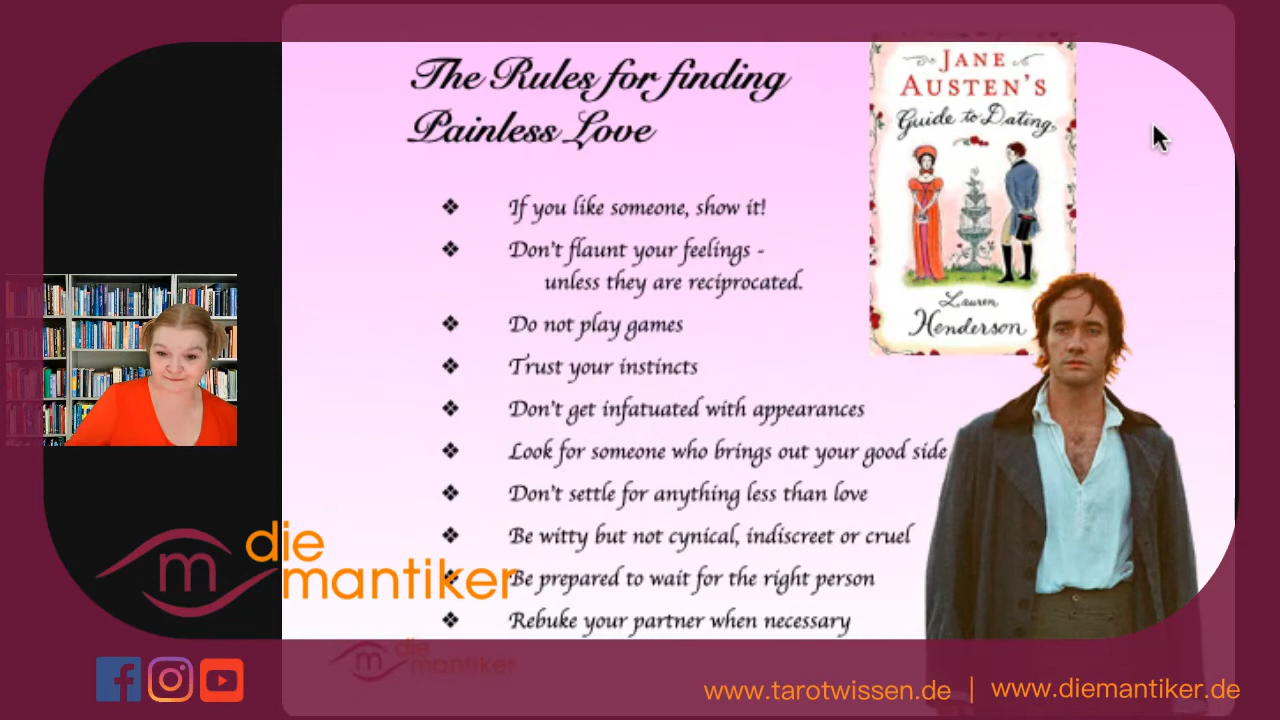 The Rules for finding
Painless Love
❖ If you like someone, show it!
❖ Don't flaunt your feelings -
unless they are reciprocated.
❖ Do not play games
❖ Trust your instincts
❖ Don't get infatuated with appearances
❖ Look for someone who brings out your good side
❖ Don't settle for anything less than love
❖ Be witty but not cynical, indiscreet or cruel
❖ Be prepared to wait for the right person
❖ Rebuke your partner when necessary
JANE
AUSTEN'S
Guide to Dating
Lauren
Henderson
m die
mantiker
m die
mantiker
www.tarotwissen.de | www.diemantiker.de